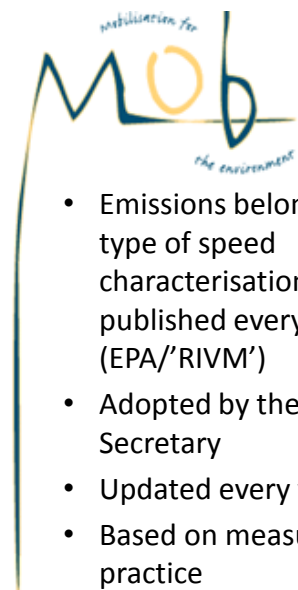 mobilisation for
MOb
the environment
• Emissions belon
type of speed
characterisation
published every
(EPA/'RIVM')
• Adopted by the
Secretary
• Updated every
• Based on measu
practice